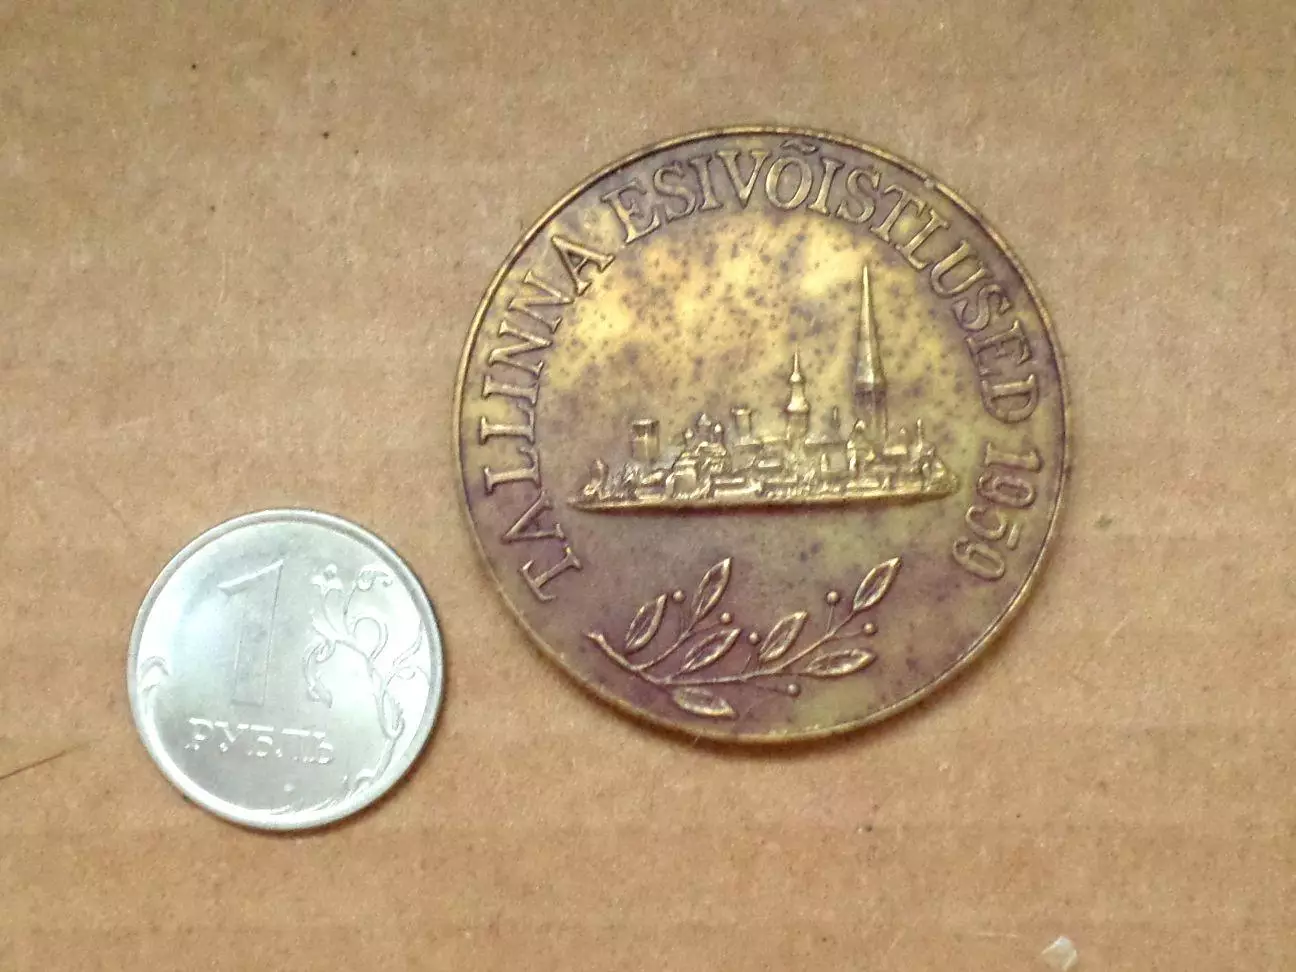 TALLINNA ESIVÕISTLUSED 1959
1
РУБЛЬ